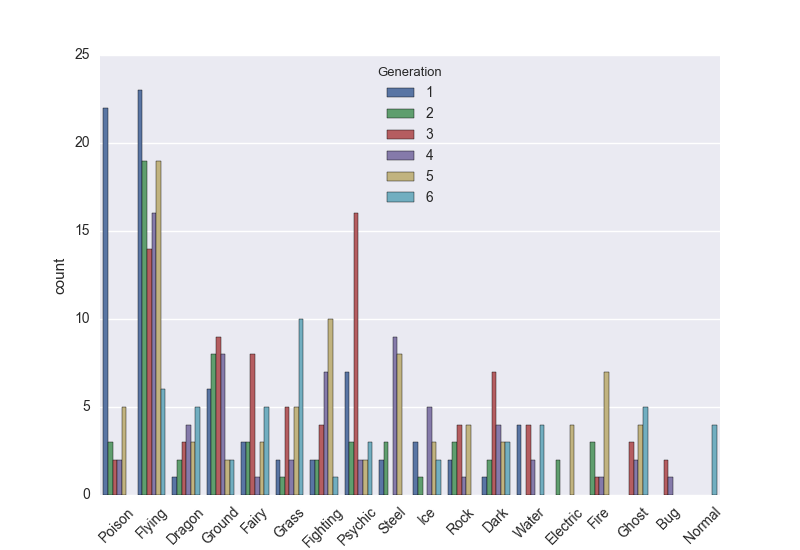 25
20
15
10
5
0
count
Generation
1
2
3
4
5
6
Poison
Flying
Dragon
Ground
Fairy
Grass
Fighting
Psychic
Steel
Ice
Rock
Dark
Water
Electric
Fire
Ghost
Bug
Normal